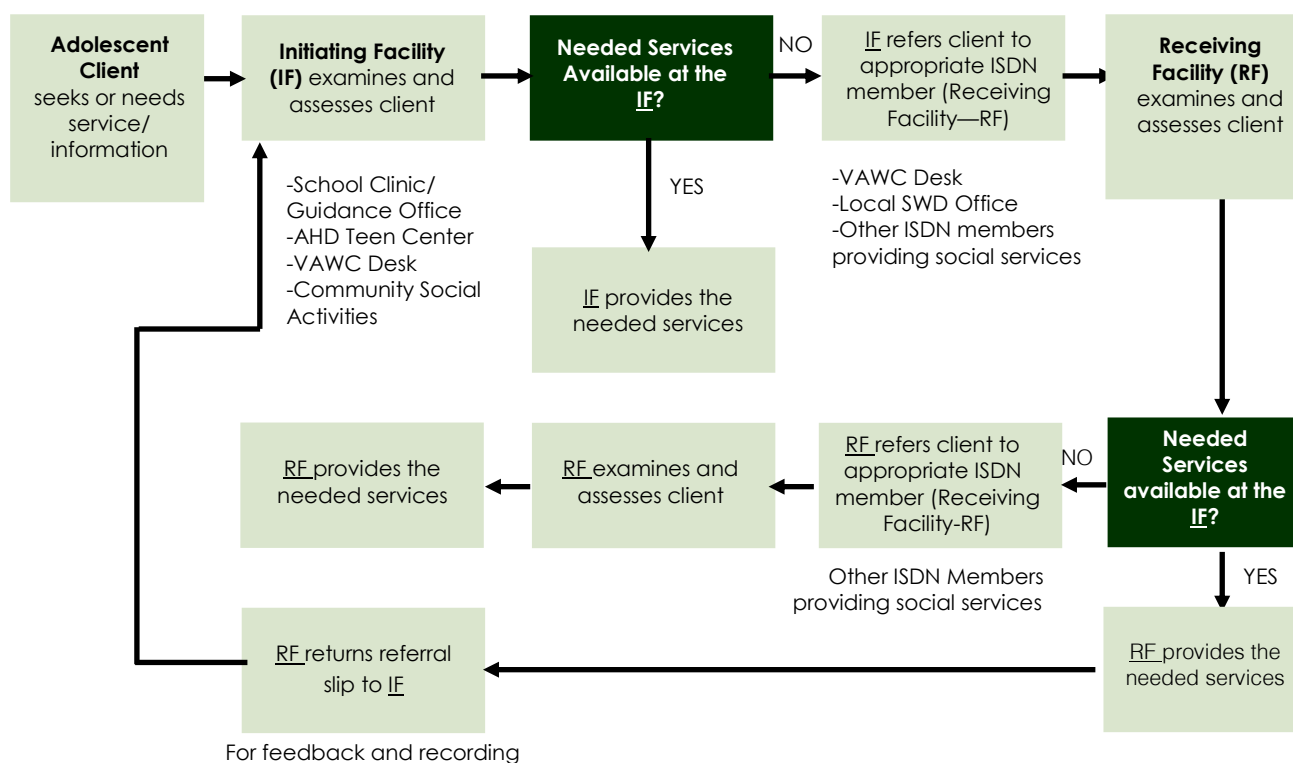 Adolescent
Client
seeks or needs
service/
information
Initiating Facility
(IF) examines and
assesses client
Needed Services
Available at the
IF?
NO
IF refers client to
appropriate ISDN
member (Receiving
Facility—RF)
Receiving
Facility (RF)
examines and
assesses client
-School Clinic/
Guidance Office
-AHD Teen Center
-VAWC Desk
-Community Social
Activities
YES
-VAWC Desk
-Local SWD Office
-Other ISDN members
providing social services
IF provides the
needed services
RF provides the
needed services
RF examines and
assesses client
RF refers client to
appropriate ISDN
member (Receiving
Facility-RF)
NO
Needed
Services
available at the
IF?
Other ISDN Members
providing social services
YES
RF returns referral
slip to IF
RF provides the
needed services
For feedback and recording